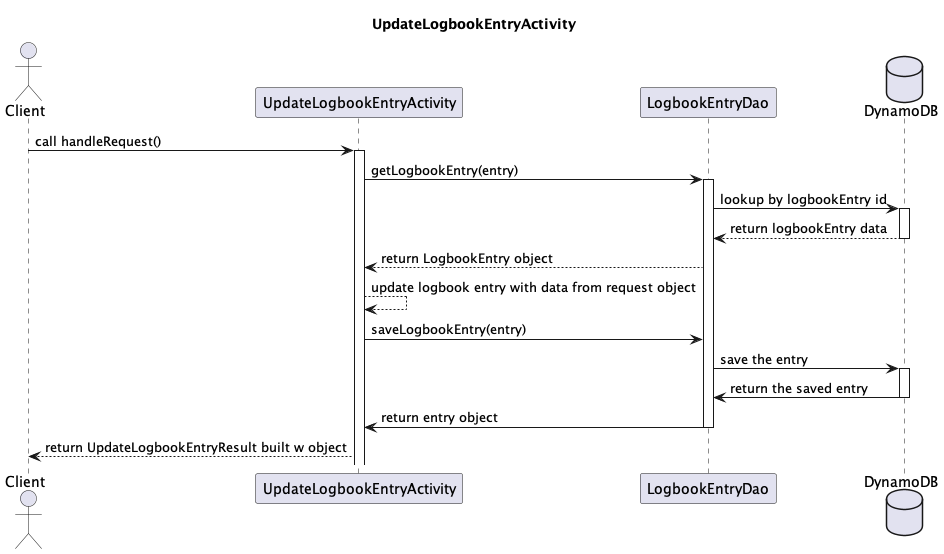 UpdateLogbookEntryActivity
Client
UpdateLogbookEntryActivity
LogbookEntryDao
DynamoDB
call handleRequest()
getLogbookEntry(entry)
lookup by logbookEntry id
return logbookEntry data
return LogbookEntry object
update logbook entry with data from request object
saveLogbookEntry(entry)
save the entry
return the saved entry
return entry object
return UpdateLogbookEntryResult built w object
Client
UpdateLogbookEntryActivity
LogbookEntryDao
DynamoDB